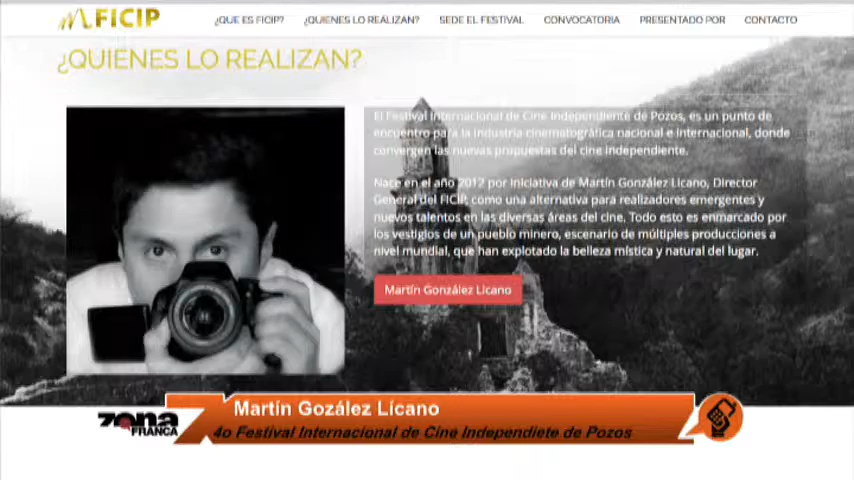 FICIP
¿QUE ES FICIP? ¿QUIENES LO REALIZAN? SEDE EL FESTIVAL CONVOCATORIA PRESENTADO POR CONTACTO
¿QUIENES LO REALIZAN?
El Festival Internacional de Cine Independiente de Pozos, es un punto de
encuentro para la industria cinematográfica nacional e internacional, donde
convergen las nuevas propuestas del cine independiente.
Nace en el año 2012 por iniciativa de Martín González Licano, Director
General del FICIP, como una alternativa para realizadores emergentes y
nuevos talentos en las diversas áreas del cine. Todo esto es enmarcado por
los vestigios de un pueblo minero, escenario de múltiples producciones a
nivel mundial, que han explotado la belleza mística y natural del lugar.
Martín González Licano
Martín Gozález Lícano
zona
FRANCA
4o Festival Internacional de Cine Independiete de Pozos